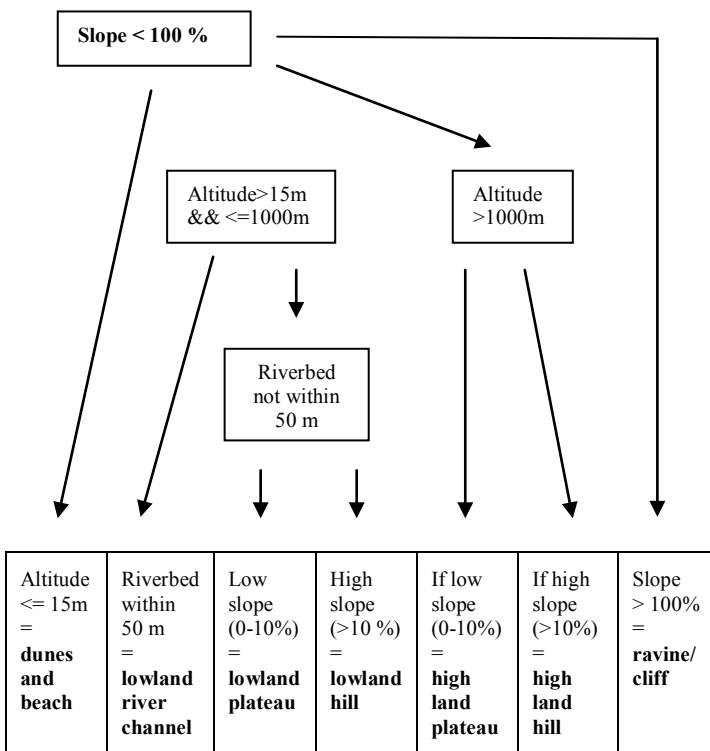 Slope < 100 %
Altitude>15m
&& <=1000m
Altitude
>1000m
Riverbed
not within
50 m
Altitude
<= 15m
=
dunes
and
beach
Riverbed
within
50 m
=
lowland
river
channel
Low
slope
(0-10%)
=
lowland
plateau
High
slope
(>10 %)
=
lowland
hill
If low
slope
(0-10%)
=
high
land
plateau
If high
slope
(>10%)
=
high
land
hill
Slope
> 100%
=
ravine/
cliff